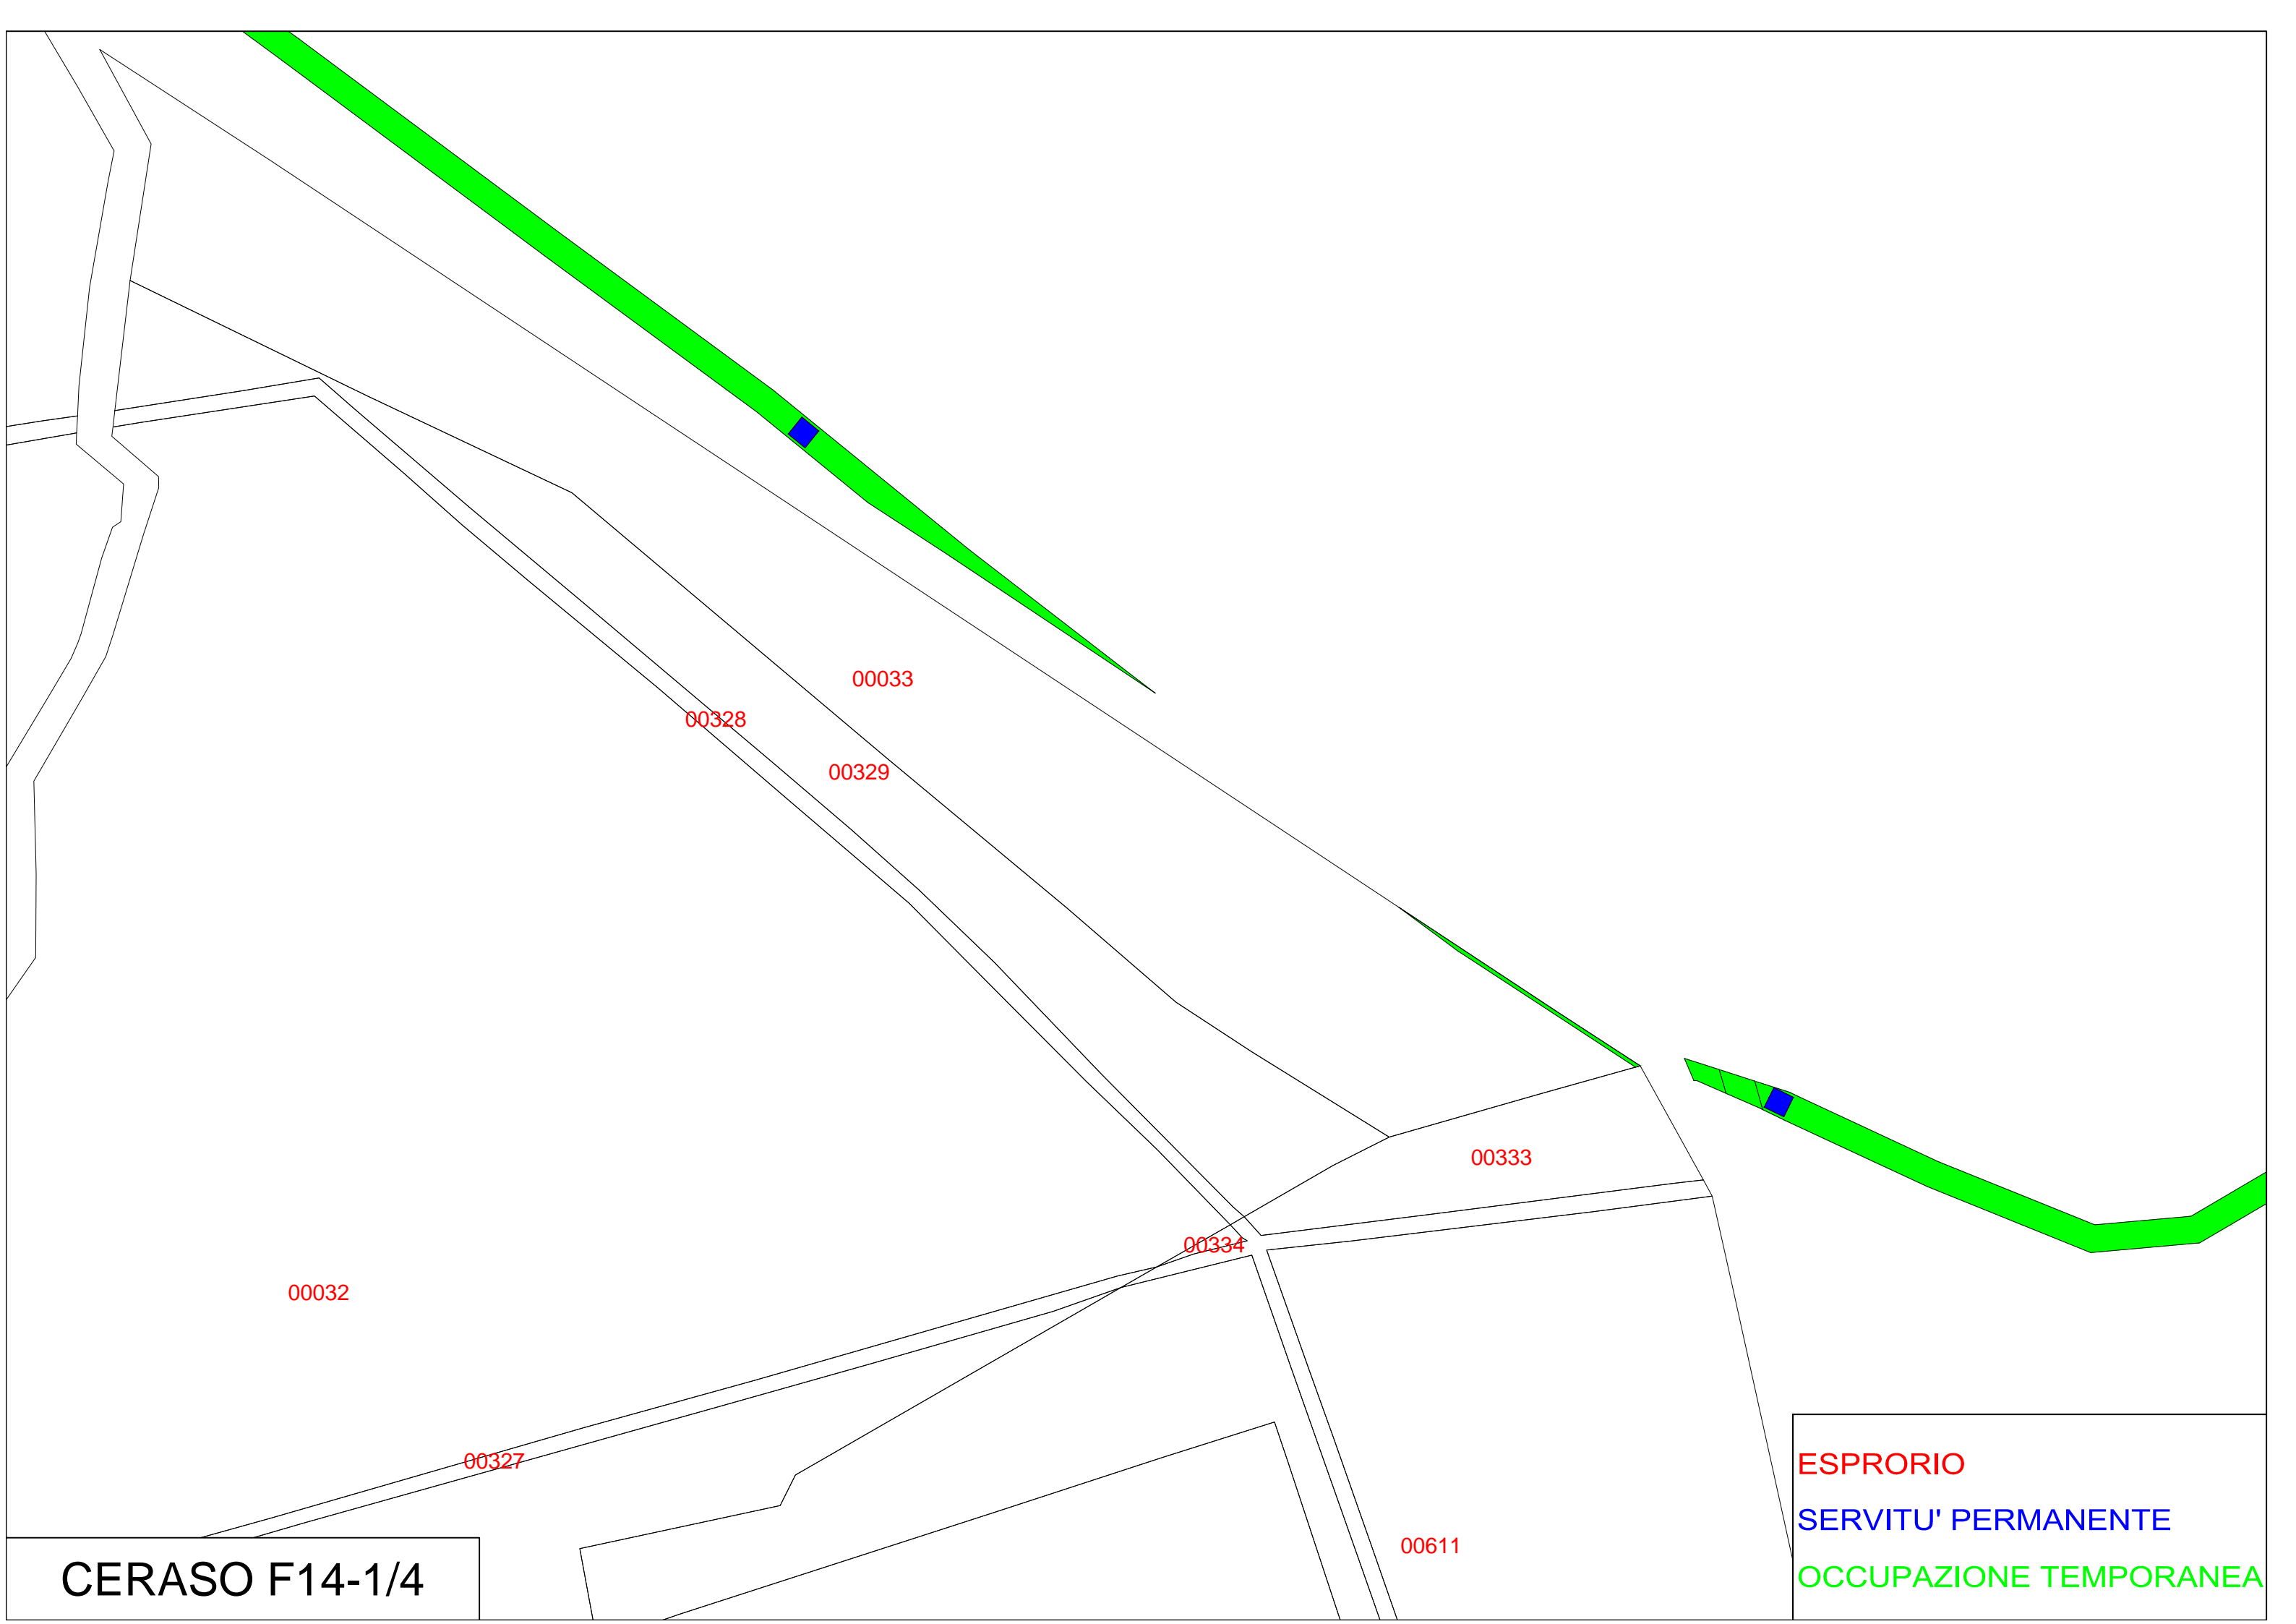 00033
00328
00329
00333
00334
00032
00327
00611
ESPRORIO
SERVITU' PERMANENTE
OCCUPAZIONE TEMPORANEA
CERASO F14-1/4